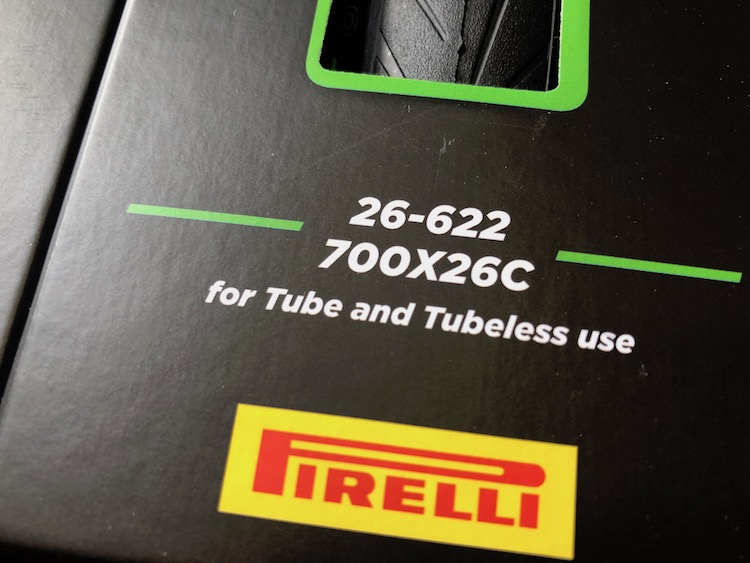 26-622
700X26C
for Tube and Tubeless use
PIRELLI